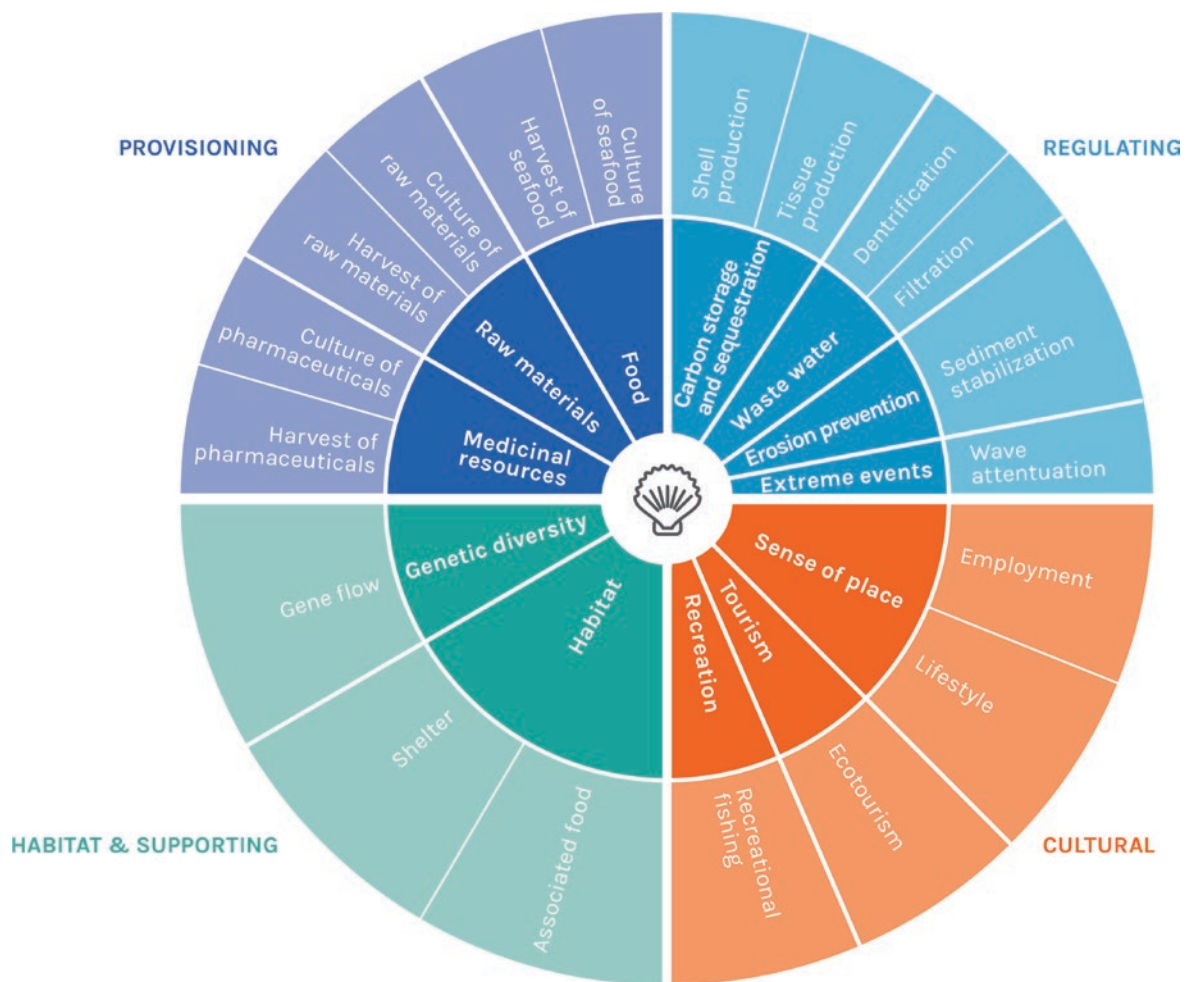 PROVISIONING
REGULATING
HABITAT & SUPPORTING
CULTURAL
Harvest of
pharmaceuticals
Culture of
pharmaceuticals
Harvest of
raw materials
Culture of
raw materials
Harvest of
seafood
Culture
of seafood
Medicinal
resources
Raw materials
Food
Shell
production
Tissue
production
Dentrification
Filtration
Sediment
stabilization
Wave
attentuation
Carbon storage
and sequestration
Waste water
Erosion prevention
Extreme events
Genetic diversity
Habitat
Gene flow
Shelter
Associated food
Sense of place
Tourism
Recreation
Employment
Lifestyle
Ecotourism
Recreational
fishing